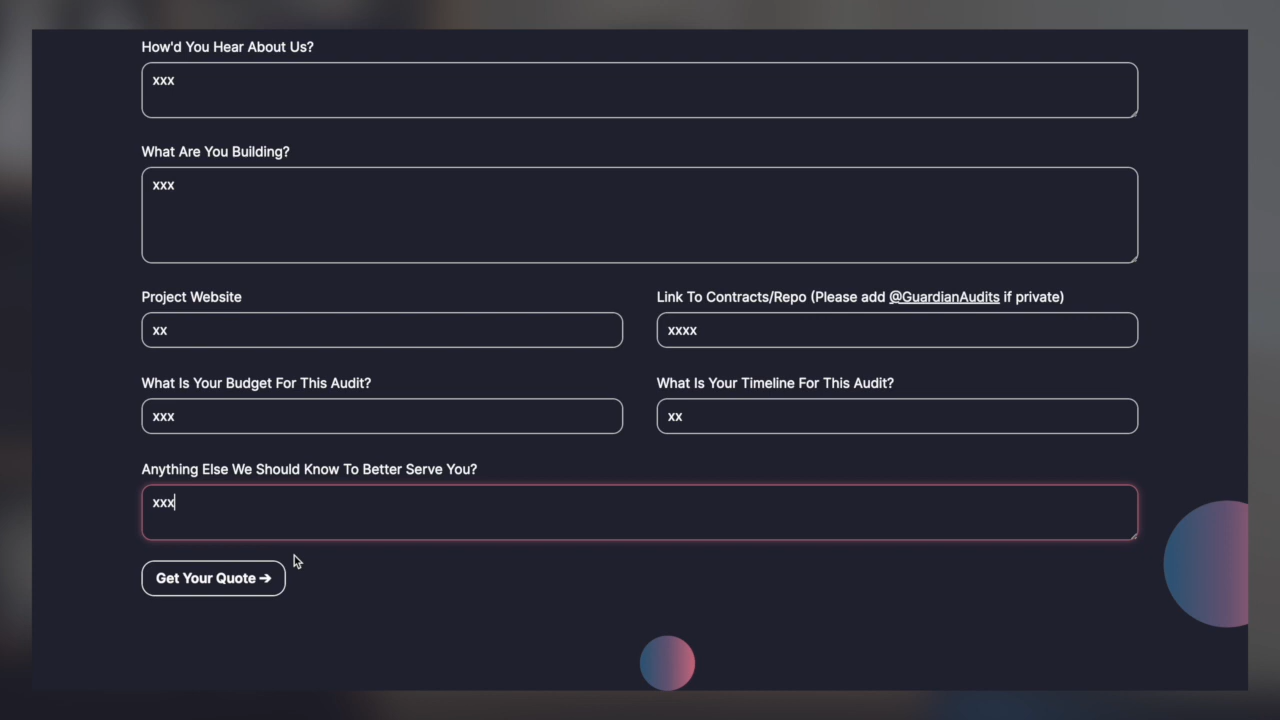 How'd You Hear About Us?
xxx
What Are You Building?
xxx
Project Website
xx
Link To Contracts/Repo (Please add @GuardianAudits if private)
xxxx
What Is Your Budget For This Audit?
xxx
What Is Your Timeline For This Audit?
xx
Anything Else We Should Know To Better Serve You?
xxx
Get Your Quote ➔